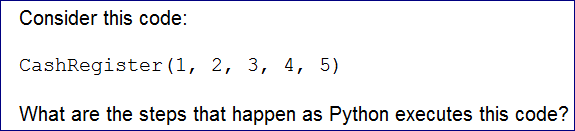 Consider this code:
CashRegister(1, 2, 3, 4, 5)
What are the steps that happen as Python executes this code?